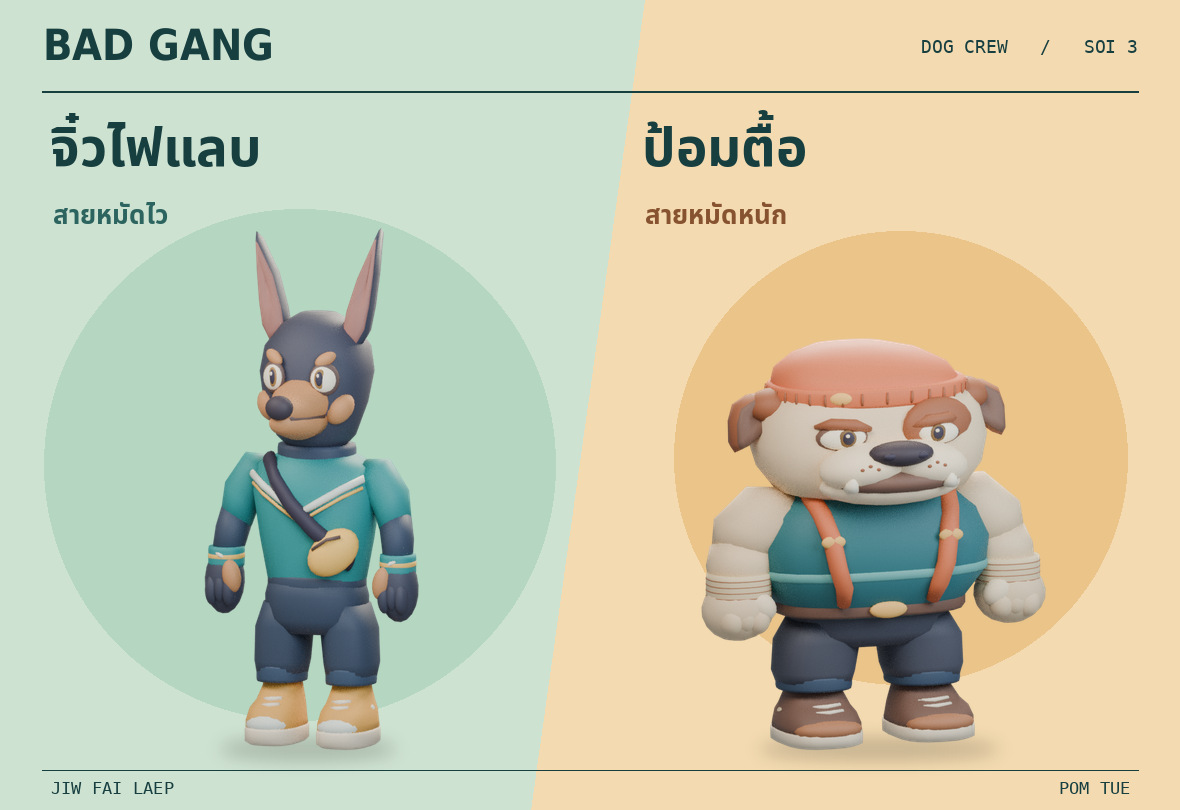 BAD GANG
DOG CREW / SOI 3
จิ๋วไฟแลบ
ป้อมตื้อ
สายหมัดไว
สายหมัดหนัก
JIW FAI LAEP
POM TUE